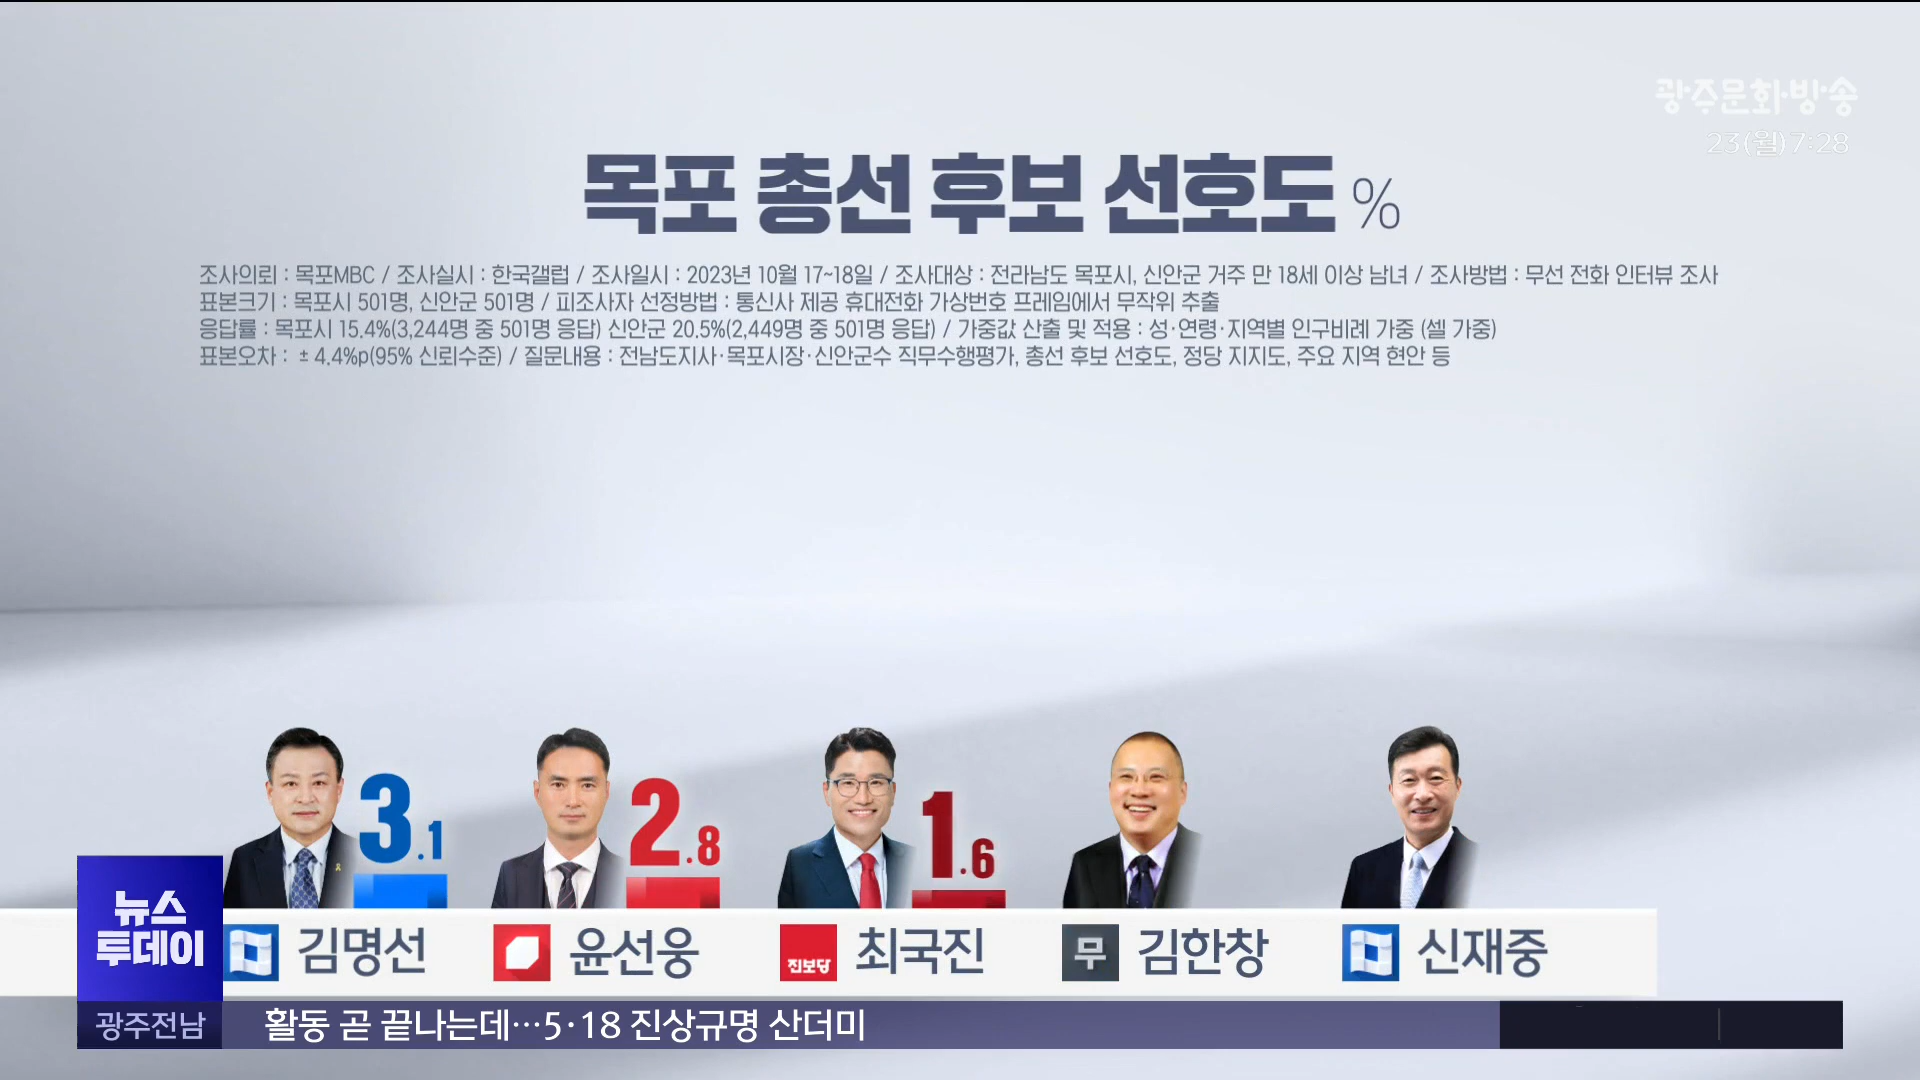 광주문화방송
23(월)7:28
목포 총선 후보 선호도 %
조사의뢰 : 목포MBC / 조사실시 : 한국갤럽 / 조사일시 : 2023년 10월 17~18일 / 조사대상 : 전라남도 목포시, 신안군 거주 만 18세 이상 남녀 / 조사방법 : 무선 전화 인터뷰 조사
표본크기 : 목포시 501명, 신안군 501명 / 피조사자 선정방법 : 통신사 제공 휴대전화 가상번호 프레임에서 무작위 추출
응답률 : 목포시 15.4%(3,244명 중 501명 응답) 신안군 20.5%(2,449명 중 501명 응답) / 가중값 산출 및 적용 : 성·연령·지역별 인구비례 가중 (셀 가중)
표본오차 : ±4.4%p(95% 신뢰수준) / 질문내용 : 전남도지사·목포시장·신안군수 직무수행평가, 총선 후보 선호도, 정당 지지도, 주요 지역 현안 등
3.1 2.8 1.6
김명선 윤선웅 진보당 최국진 무 김한창 신재중
뉴스
투데이
광주전남 활동 곧 끝나는데…5·18 진상규명 산더미